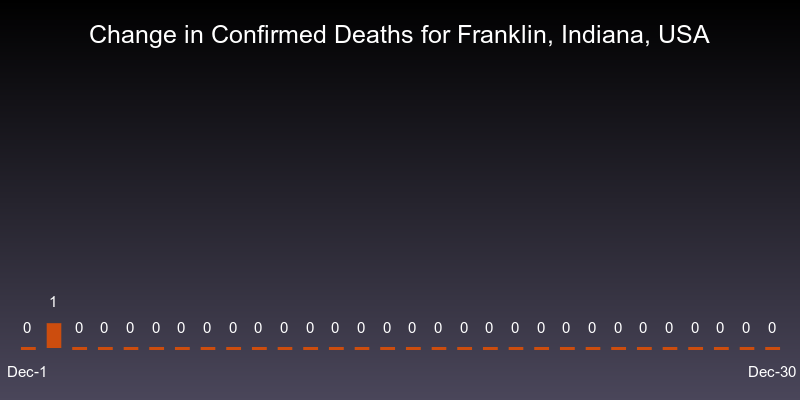 Change in Confirmed Deaths for Franklin, Indiana, USA
1
0 0 0 0 0 0 0 0 0 0 0 0 0 0 0 0 0 0 0 0 0 0 0 0 0 0 0 0 0
Dec-1 Dec-30